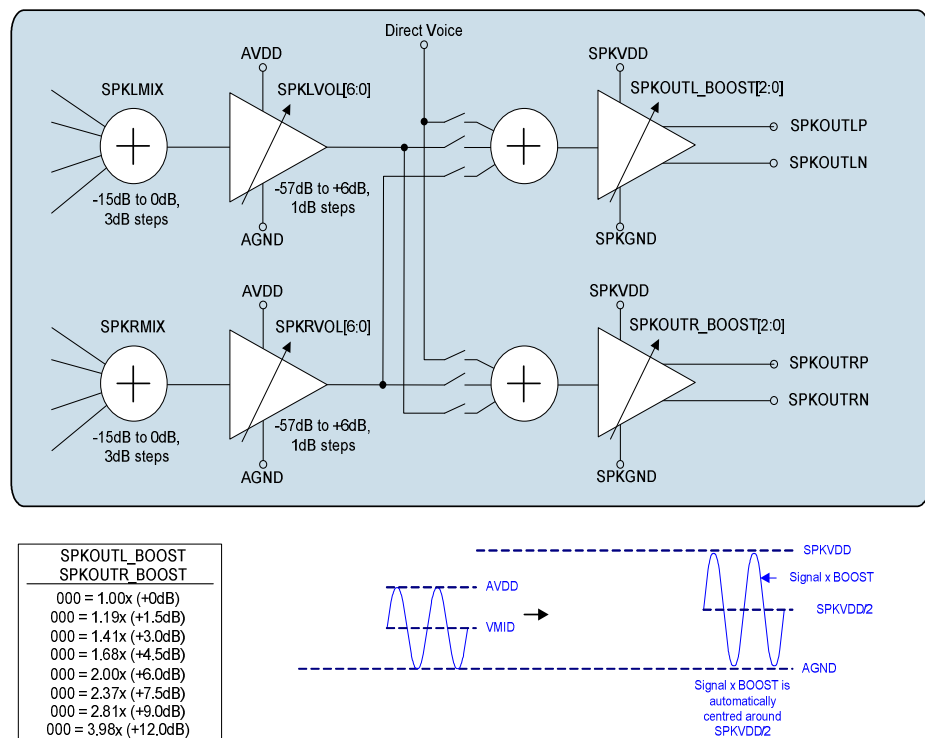 Direct Voice
AVDD
SPKVDD
SPKLMIX
SPKLVOL[6:0]
SPKOUTL_BOOST[2:0]
SPKOUTLP
SPKOUTLN
-15dB to 0dB,
3dB steps
-57dB to +6dB,
1dB steps
AGND
SPKGND
AVDD
SPKVDD
SPKRMIX
SPKRVOL[6:0]
SPKOUTR_BOOST[2:0]
SPKOUTRP
SPKOUTRN
-15dB to 0dB,
3dB steps
-57dB to +6dB,
1dB steps
AGND
SPKGND
SPKOUTL_BOOST
SPKOUTR_BOOST
000 = 1.00x (+0dB)
000 = 1.19x (+1.5dB)
000 = 1.41x (+3.0dB)
000 = 1.68x (+4.5dB)
000 = 2.00x (+6.0dB)
000 = 2.37x (+7.5dB)
000 = 2.81x (+9.0dB)
000 = 3.98x (+12.0dB)
AVDD
VMID
SPKVDD
Signal x BOOST
SPKVDD/2
AGND
Signal x BOOST is
automatically
centred around
SPKVDD/2